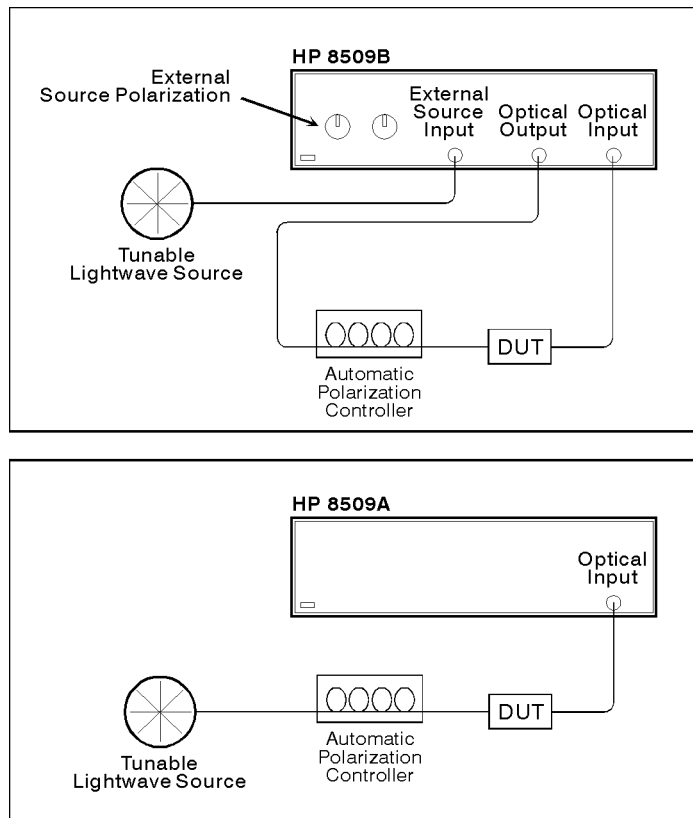 HP 8509B
External
Source Polarization
External
Source
Input
Optical
Output
Optical
Input
Tunable
Lightwave Source
DUT
Automatic
Polarization
Controller
HP 8509A
Optical
Input
DUT
Tunable
Lightwave Source
Automatic
Polarization
Controller